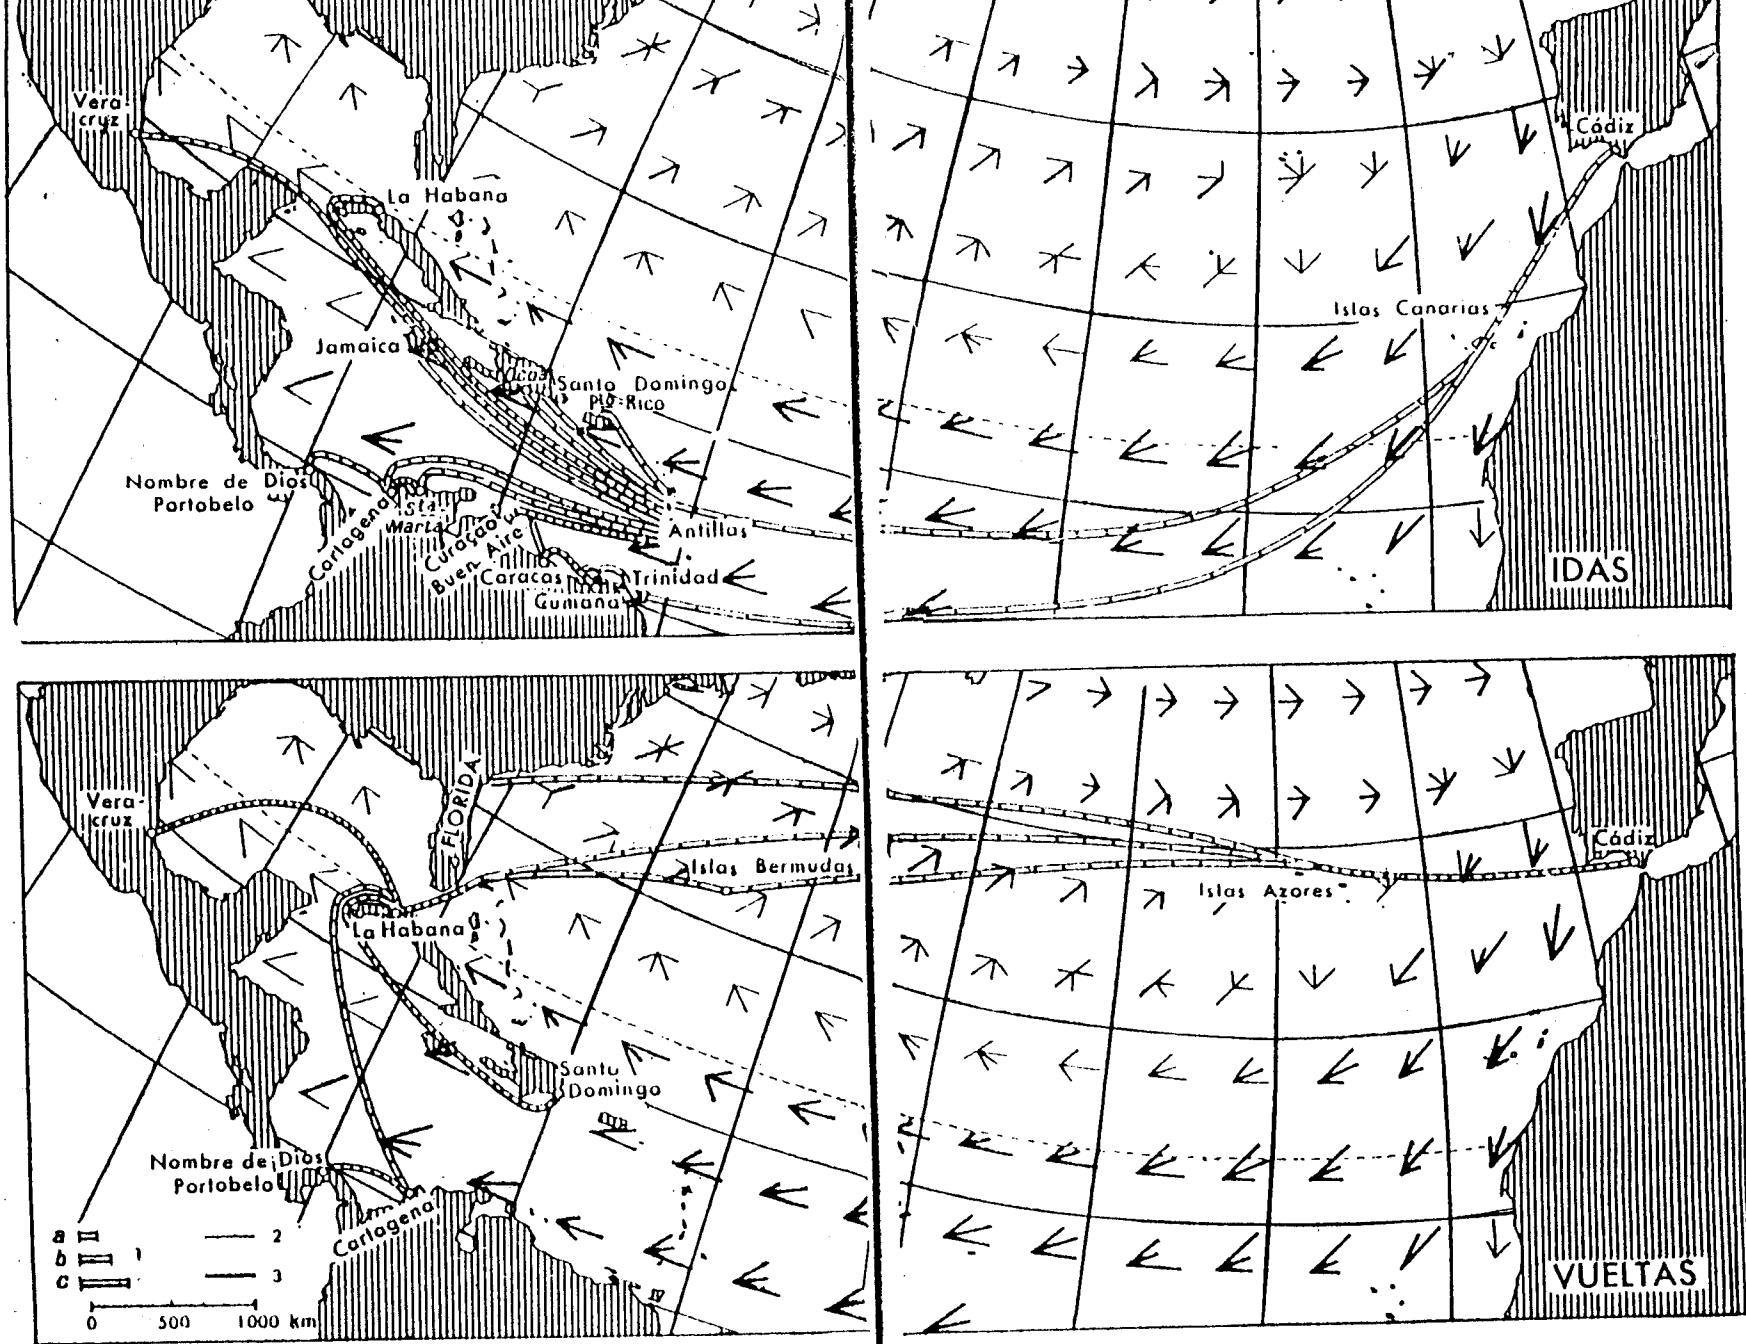 Vera-
cruz
La Habana
Cádiz
Islas Canarias
Jamaica
Santo Domingo
Pto Rico
Nombre de Dios
Portobelo
Cartagena
Sta
Marta
Curaçao
Buen Aire
Antillas
Caracas
Trinidad
Cumana
IDAS
Vera-
cruz
FLORIDA
Islas Bermudas
Cádiz
Islas Azores
La Habana
Santo
Domingo
Nombre de Dios
Portobelo
Cartagena
a
b 1
c
2
3
0 500 1000 km
VUELTAS